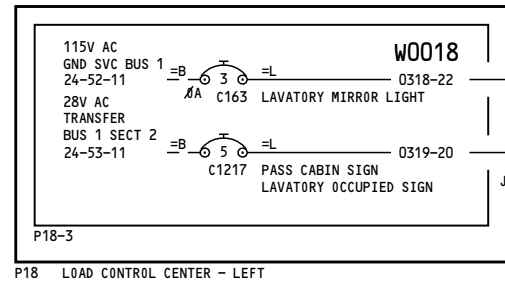 115V AC
GND SVC BUS 1
24-52-11
=B
3
=L
ØA
C163
LAVATORY MIRROR LIGHT
W0018
0318-22
28V AC
TRANSFER
BUS 1 SECT 2
24-53-11
=B
5
=L
C1217
PASS CABIN SIGN
LAVATORY OCCUPIED SIGN
0319-20
J
P18-3
P18 LOAD CONTROL CENTER - LEFT